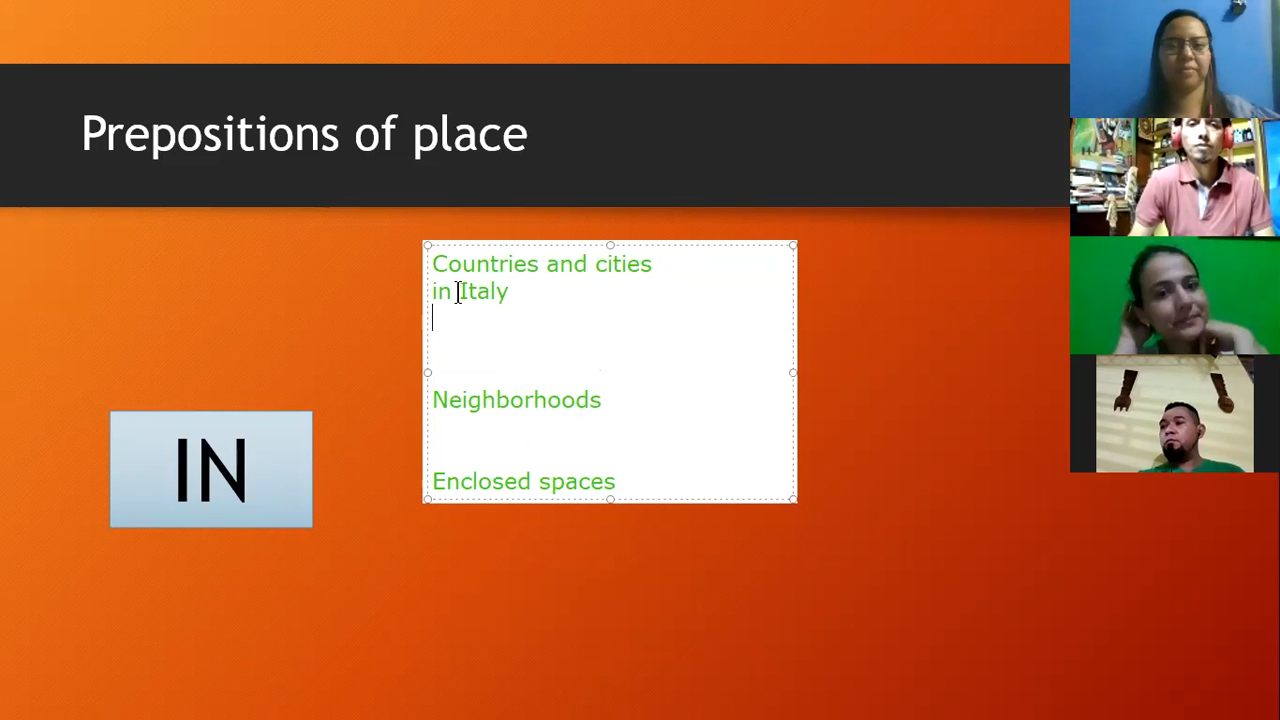 Prepositions of place
Countries and cities
in Italy
Neighborhoods
Enclosed spaces
IN